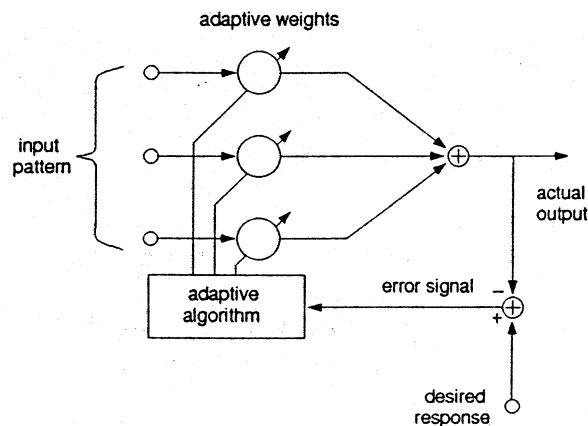 adaptive weights
input
pattern
actual
output
error signal
−
+
adaptive
algorithm
desired
response